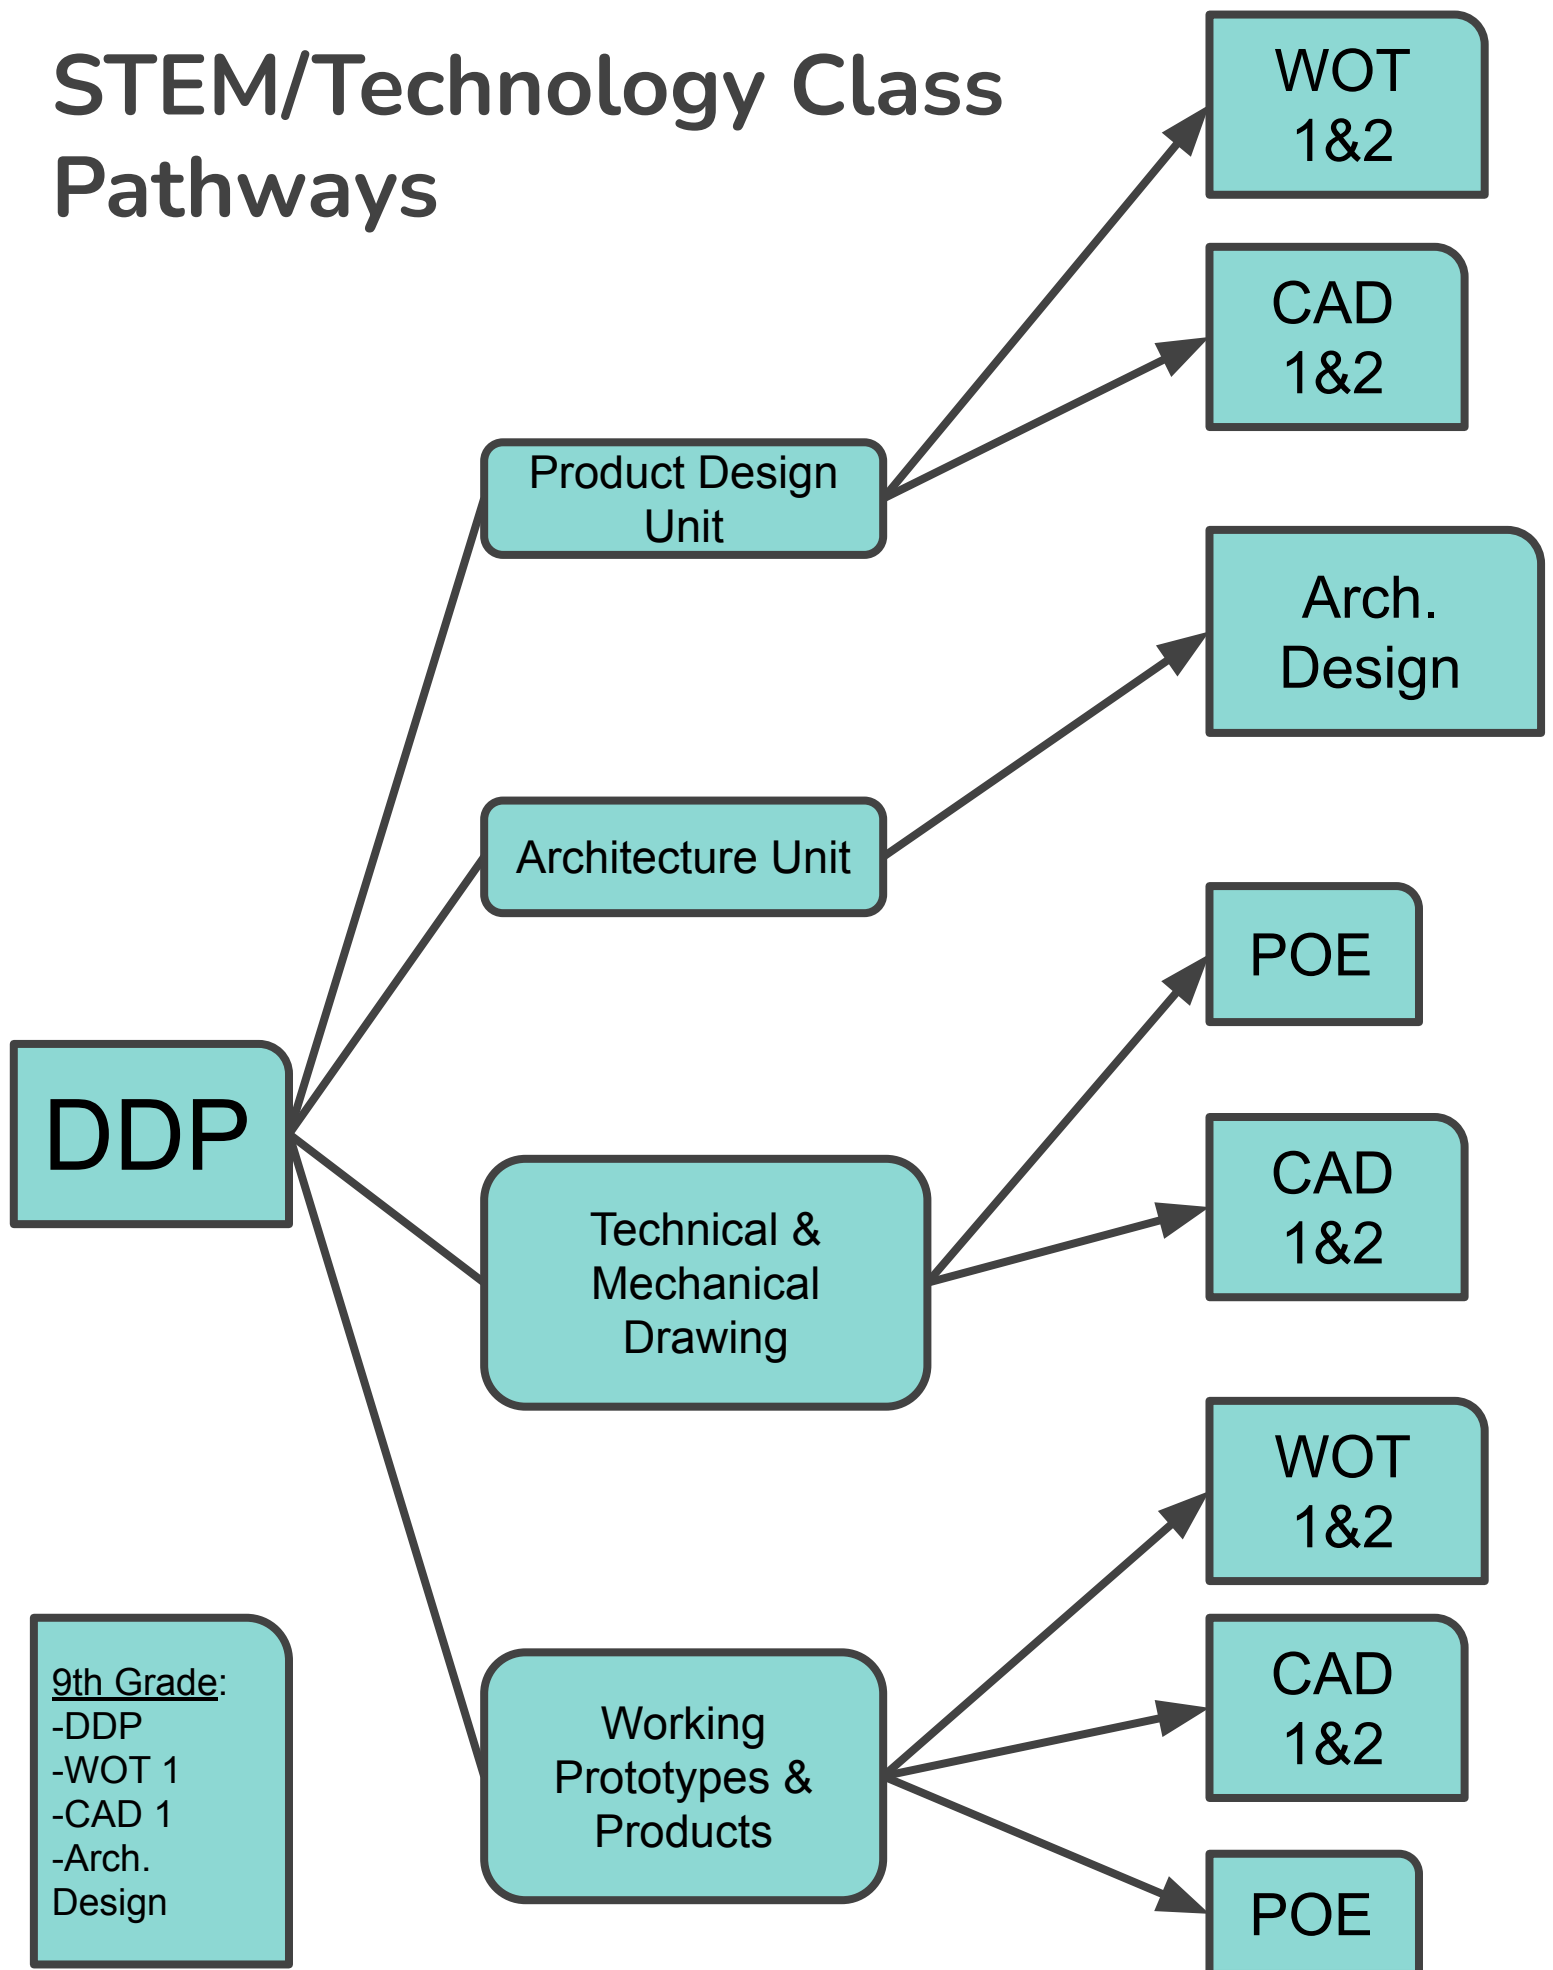 STEM/Technology Class
Pathways
WOT
1&2
CAD
1&2
Product Design
Unit
Arch.
Design
Architecture Unit
POE
DDP
CAD
1&2
Technical &
Mechanical
Drawing
WOT
1&2
9th Grade:
-DDP
-WOT 1
-CAD 1
-Arch.
Design
Working
Prototypes &
Products
CAD
1&2
POE